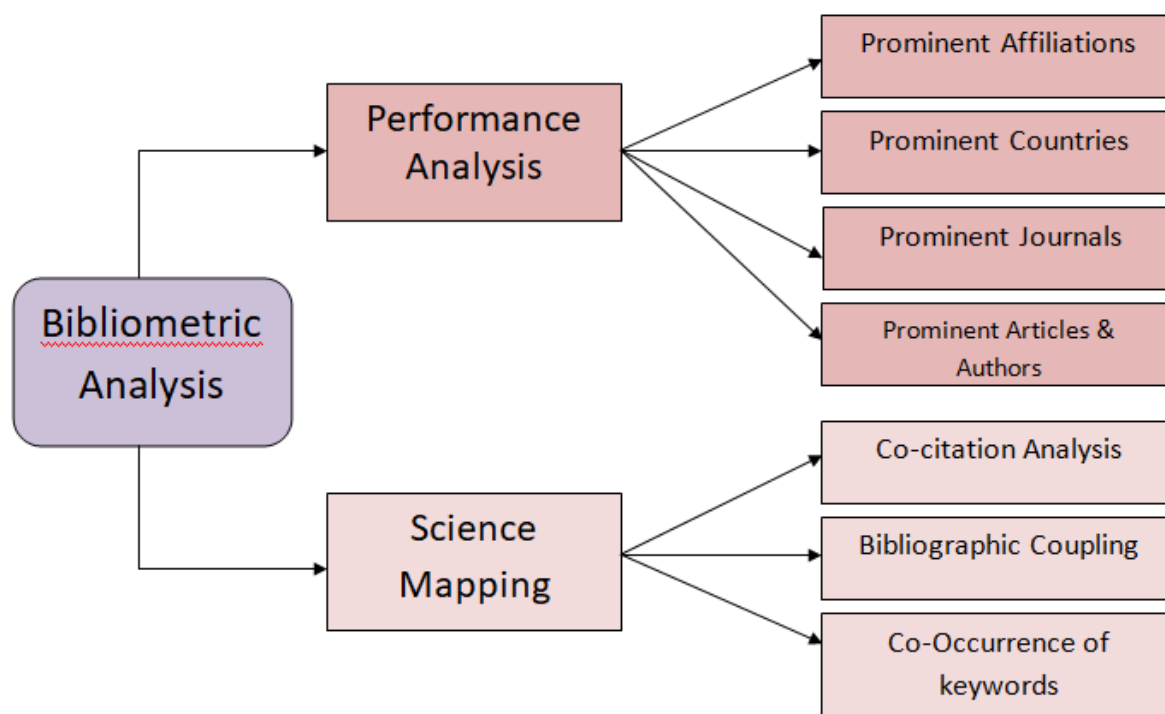 Bibliometric
Analysis
Performance
Analysis
Prominent Affiliations
Prominent Countries
Prominent Journals
Prominent Articles &
Authors
Science
Mapping
Co-citation Analysis
Bibliographic Coupling
Co-Occurrence of
keywords